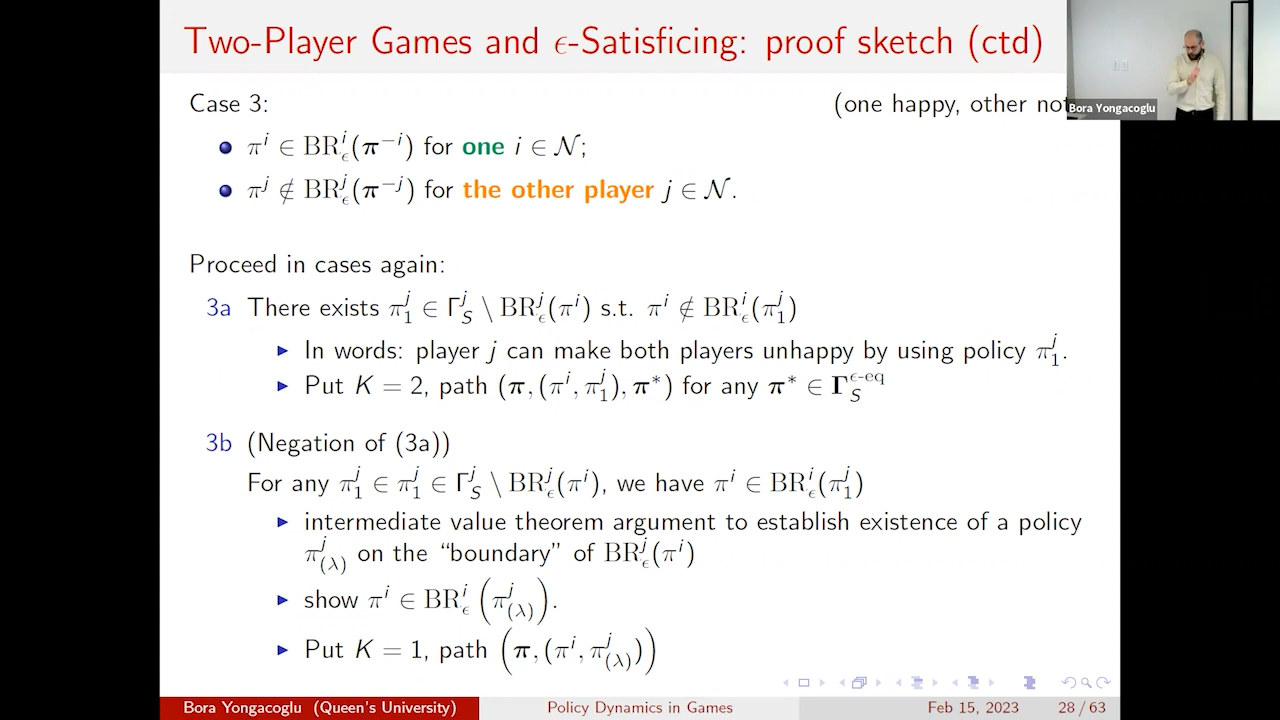 Two-Player Games and ϵ-Satisficing: proof sketch (ctd)
Bora Yongacoglu
Case 3: (one happy, other not
π^i ∈ BR^i_ϵ(π^{−i}) for one i ∈ N;
π^j ∉ BR^j_ϵ(π^{−j}) for the other player j ∈ N.
Proceed in cases again:
3a There exists π^j_1 ∈ Γ^j_S \ BR^j_ϵ(π^i) s.t. π^i ∉ BR^i_ϵ(π^j_1)
In words: player j can make both players unhappy by using policy π^j_1.
Put K = 2, path (π, (π^i, π^j_1), π*) for any π* ∈ Γ^{ϵ-eq}_S
3b (Negation of (3a))
For any π^j_1 ∈ π^j_1 ∈ Γ^j_S \ BR^j_ϵ(π^i), we have π^i ∈ BR^i_ϵ(π^j_1)
intermediate value theorem argument to establish existence of a policy
π^j_{(λ)} on the “boundary” of BR^j_ϵ(π^i)
show π^i ∈ BR^i_ϵ (π^j_{(λ)}).
Put K = 1, path (π, (π^i, π^j_{(λ)}))
Bora Yongacoglu (Queen's University) Policy Dynamics in Games Feb 15, 2023 28 / 63